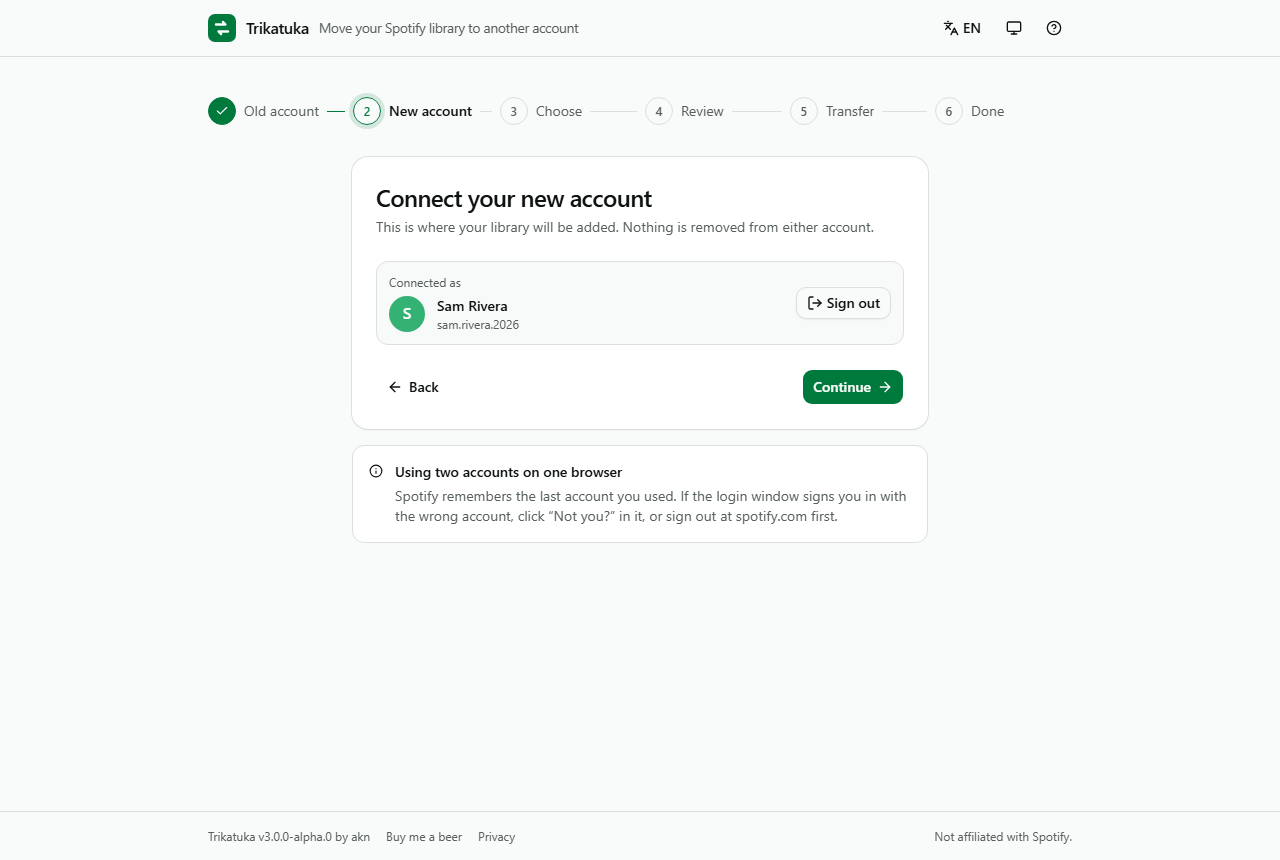 Trikatuka Move your Spotify library to another account EN
Old account 2 New account 3 Choose 4 Review 5 Transfer 6 Done
Connect your new account
This is where your library will be added. Nothing is removed from either account.
Connected as
S Sam Rivera
sam.rivera.2026
Sign out
Back Continue
Using two accounts on one browser
Spotify remembers the last account you used. If the login window signs you in with
the wrong account, click “Not you?” in it, or sign out at spotify.com first.
Trikatuka v3.0.0-alpha.0 by akn Buy me a beer Privacy Not affiliated with Spotify.